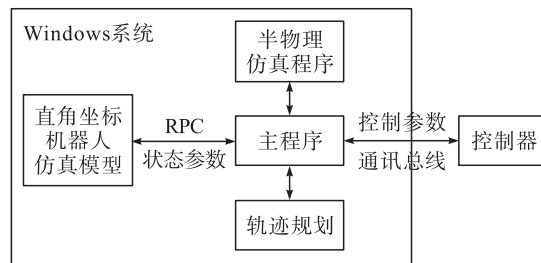 Windows系统
半物理
仿真程序
直角坐标
机器人
仿真模型
RPC
状态参数
主程序
控制参数
通讯总线
控制器
轨迹规划